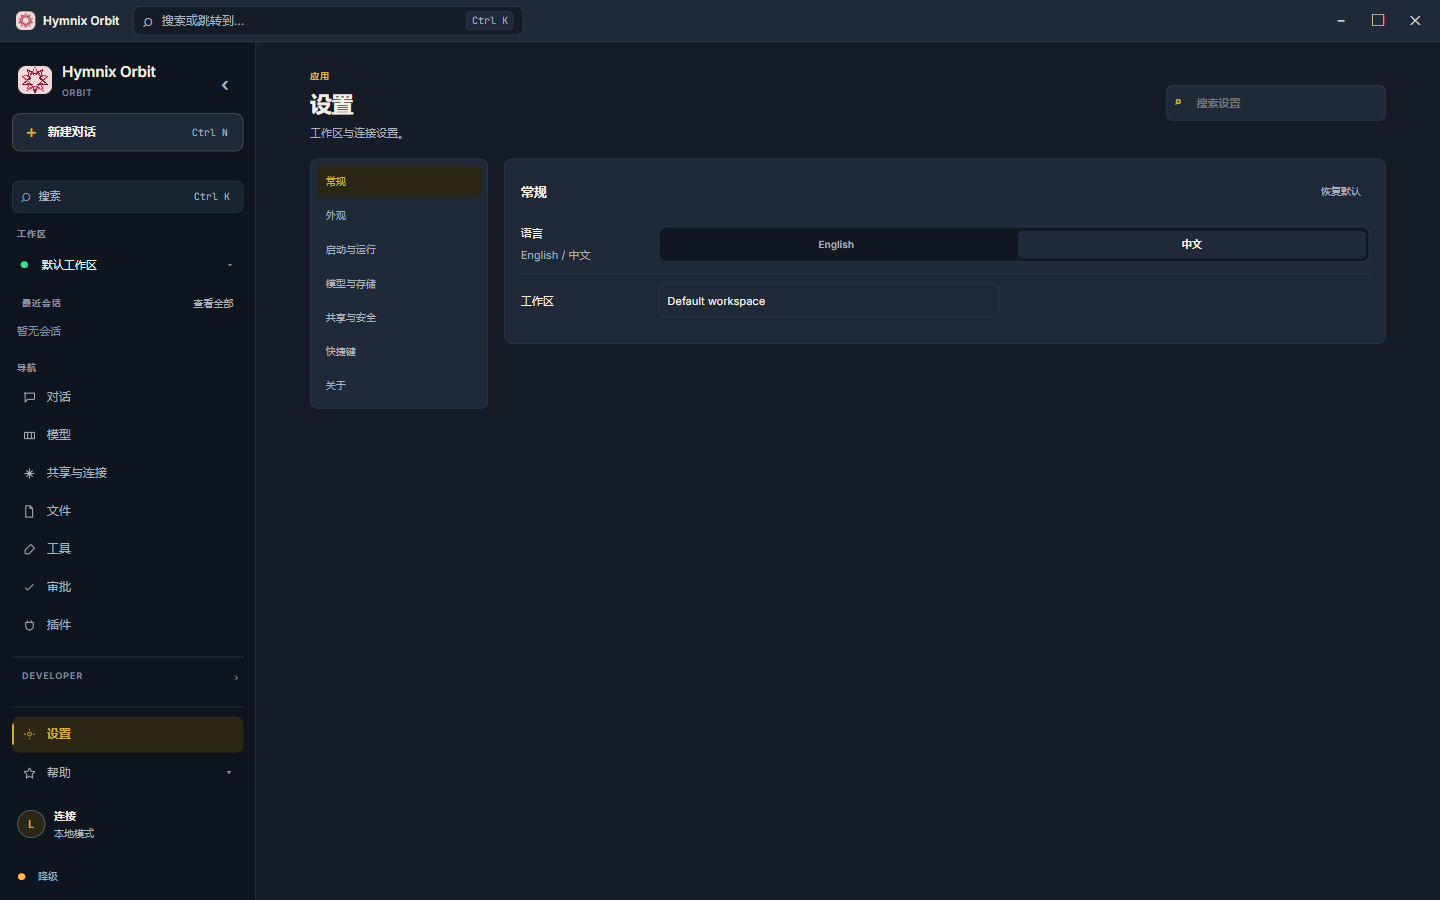 Hymnix Orbit
搜索或跳转到...
Ctrl K
Hymnix Orbit
ORBIT
新建对话
Ctrl N
搜索
Ctrl K
工作区
默认工作区
最近会话
查看全部
暂无会话
导航
对话
模型
共享与连接
文件
工具
审批
插件
DEVELOPER
设置
帮助
L
连接
本地模式
降级
应用
设置
工作区与连接设置。
搜索设置
常规
外观
启动与运行
模型与存储
共享与安全
快捷键
关于
常规
恢复默认
语言
English / 中文
English
中文
工作区
Default workspace